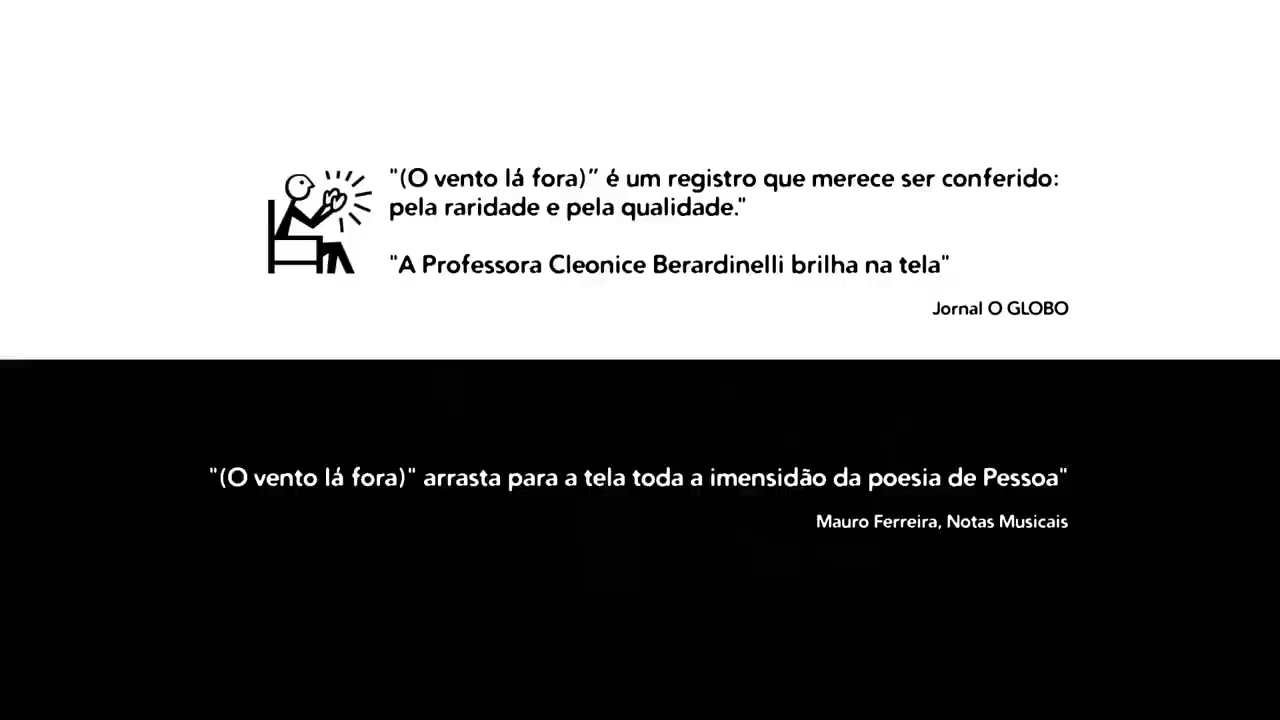 "(O vento lá fora)” é um registro que merece ser conferido:
pela raridade e pela qualidade."
"A Professora Cleonice Berardinelli brilha na tela"
Jornal O GLOBO
"(O vento lá fora)" arrasta para a tela toda a imensidão da poesia de Pessoa"
Mauro Ferreira, Notas Musicais